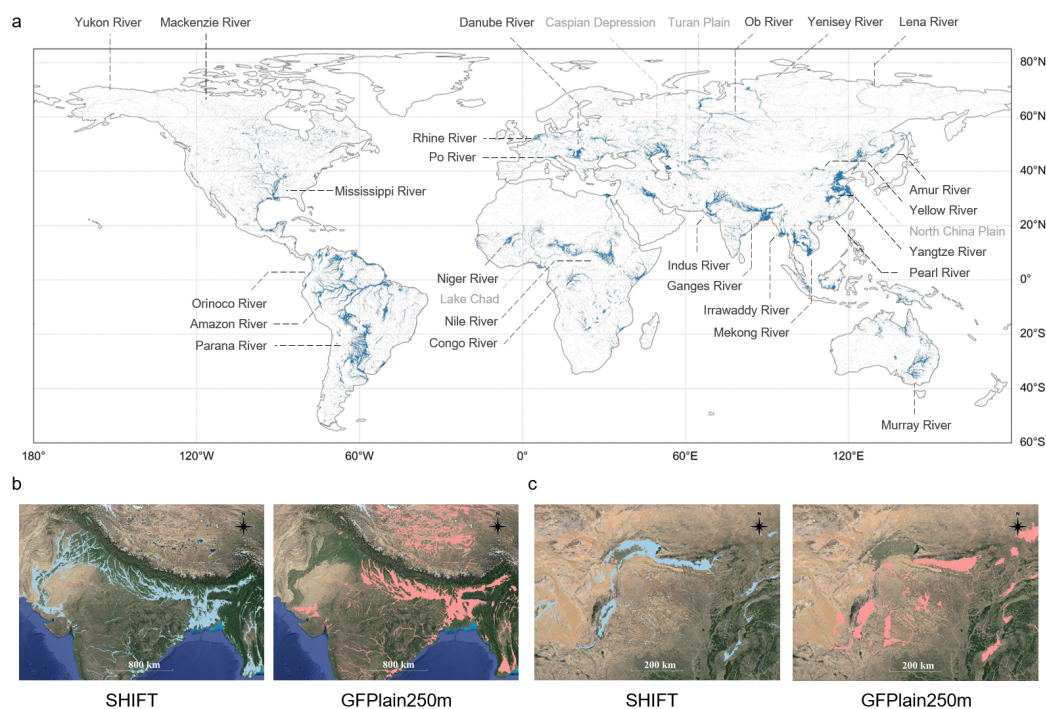 a
Yukon River
Mackenzie River
Danube River
Caspian Depression
Turan Plain
Ob River
Yenisey River
Lena River
80°N
60°N
Rhine River
Po River
40°N
Mississippi River
Amur River
Yellow River
20°N
North China Plain
Yangtze River
Indus River
Niger River
Pearl River
0°
Ganges River
Orinoco River
Lake Chad
Irrawaddy River
Amazon River
Nile River
20°S
Mekong River
Parana River
Congo River
40°S
Murray River
60°S
180°
120°W
60°W
0°
60°E
120°E
b
c
N
800 km
N
800 km
N
200 km
N
200 km
SHIFT
GFPlain250m
SHIFT
GFPlain250m